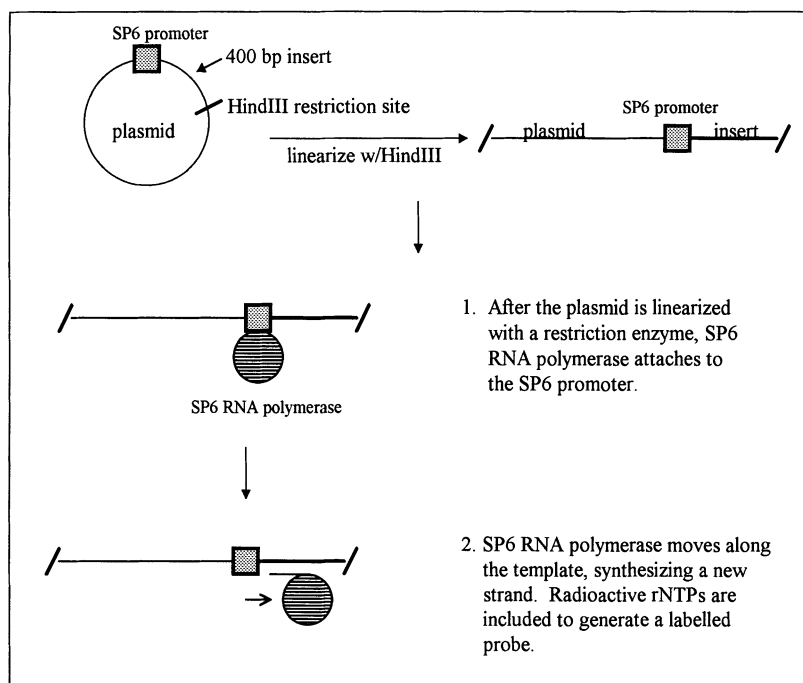 SP6 promoter
400 bp insert
HindIII restriction site
plasmid
linearize w/HindIII
SP6 promoter
plasmid
insert
1. After the plasmid is linearized
with a restriction enzyme, SP6
RNA polymerase attaches to
the SP6 promoter.
SP6 RNA polymerase
2. SP6 RNA polymerase moves along
the template, synthesizing a new
strand. Radioactive rNTPs are
included to generate a labelled
probe.